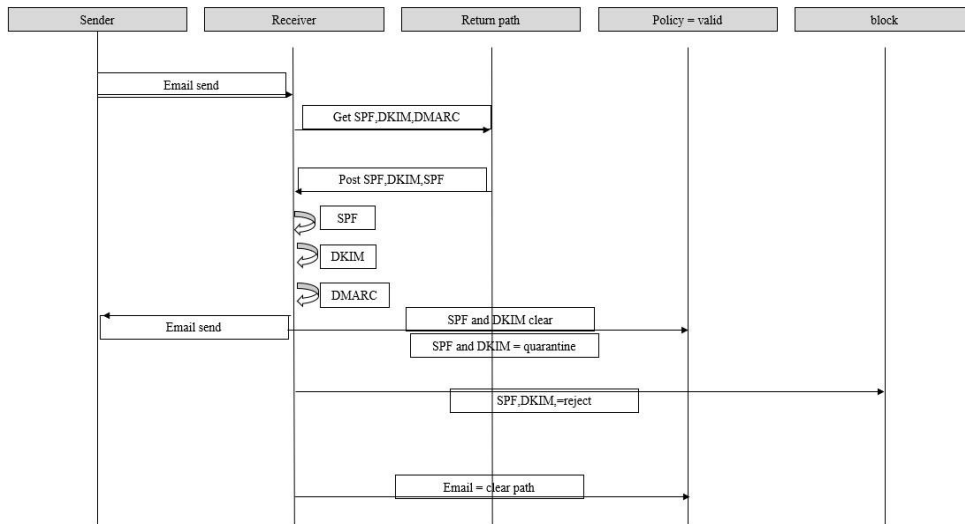 Sender
Receiver
Return path
Policy = valid
block
Email send
Get SPF,DKIM,DMARC
Post SPF,DKIM,SPF
SPF
DKIM
DMARC
SPF and DKIM clear
Email send
SPF and DKIM = quarantine
SPF,DKIM,=reject
Email = clear path